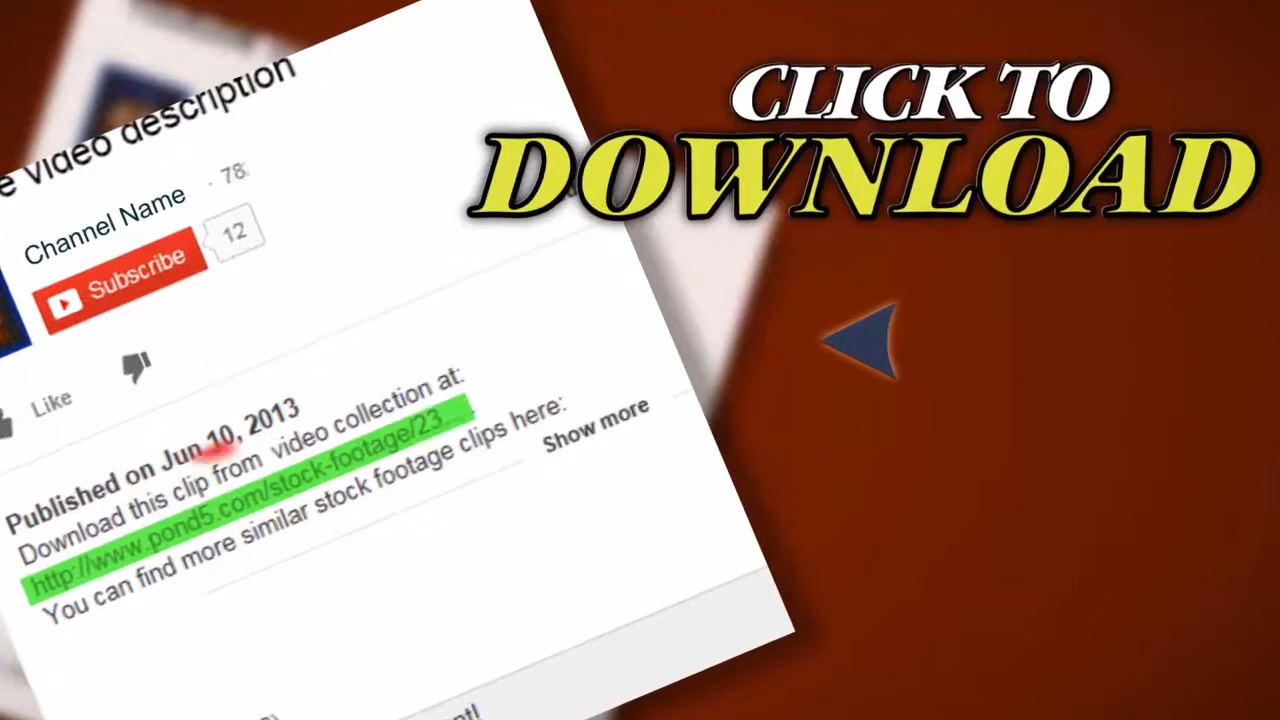 CLICK TO
DOWNLOAD
e video description
Channel Name
78
Subscribe
12
Like
Published on Jun 10, 2013
Download this clip from video collection at:
http://www.pond5.com/stock-footage/23...
You can find more similar stock footage clips here:
Show more